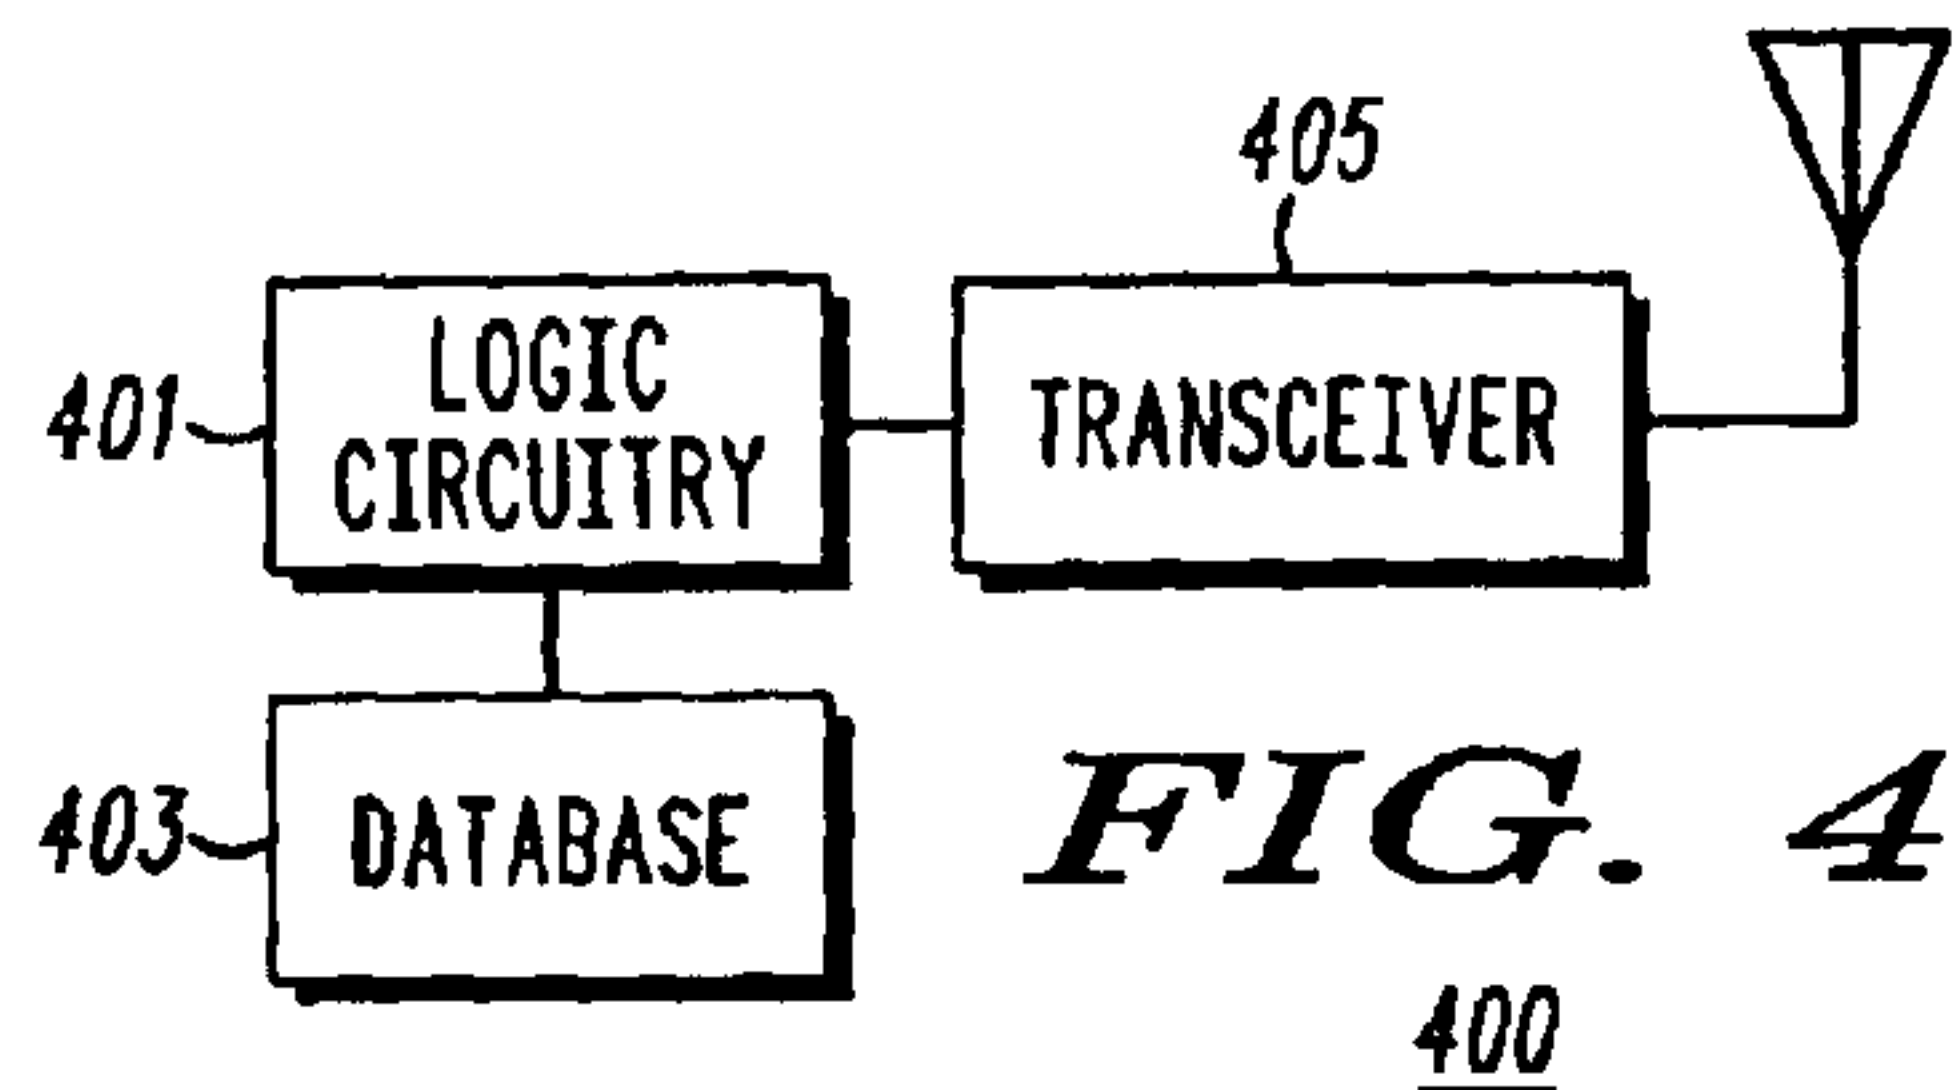 405
401
LOGIC
CIRCUITRY
TRANSCEIVER
403
DATABASE
FIG. 4
400